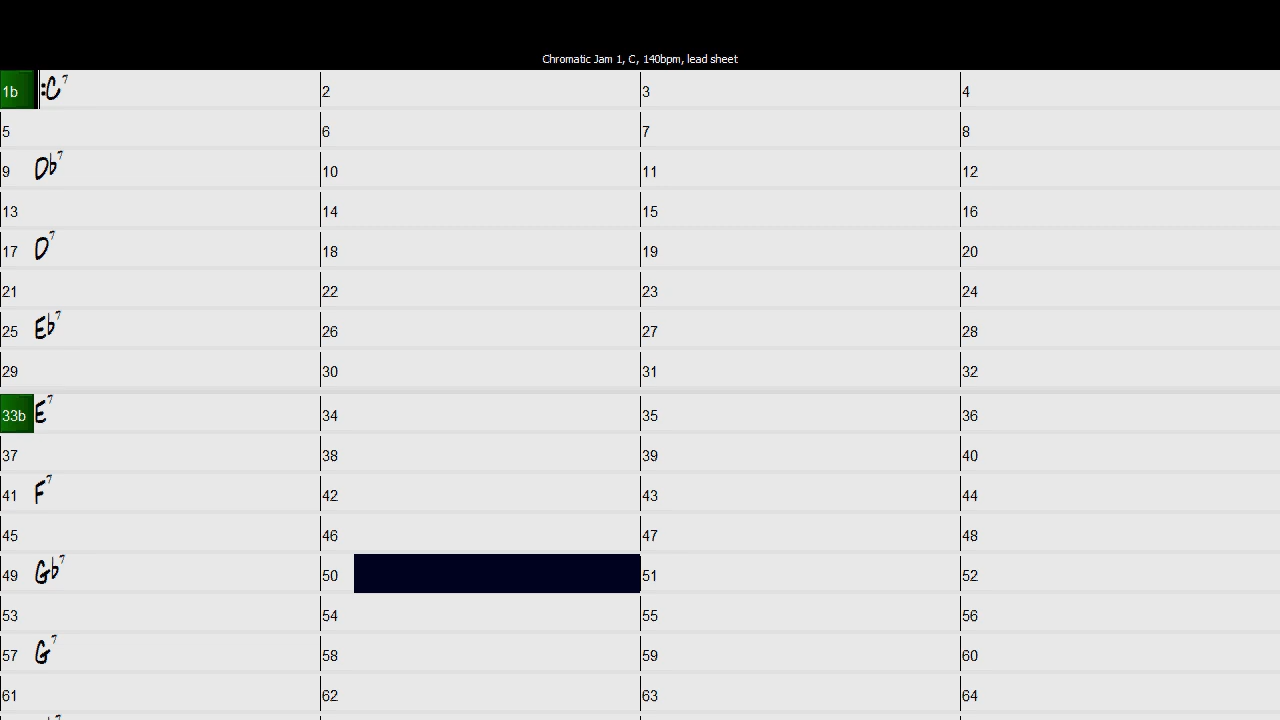 Chromatic Jam 1, C, 140bpm, lead sheet
1b :C7 2 3 4
5 6 7 8
9 Db7 10 11 12
13 14 15 16
17 D7 18 19 20
21 22 23 24
25 Eb7 26 27 28
29 30 31 32
33b E7 34 35 36
37 38 39 40
41 F7 42 43 44
45 46 47 48
49 Gb7 50 51 52
53 54 55 56
57 G7 58 59 60
61 62 63 64